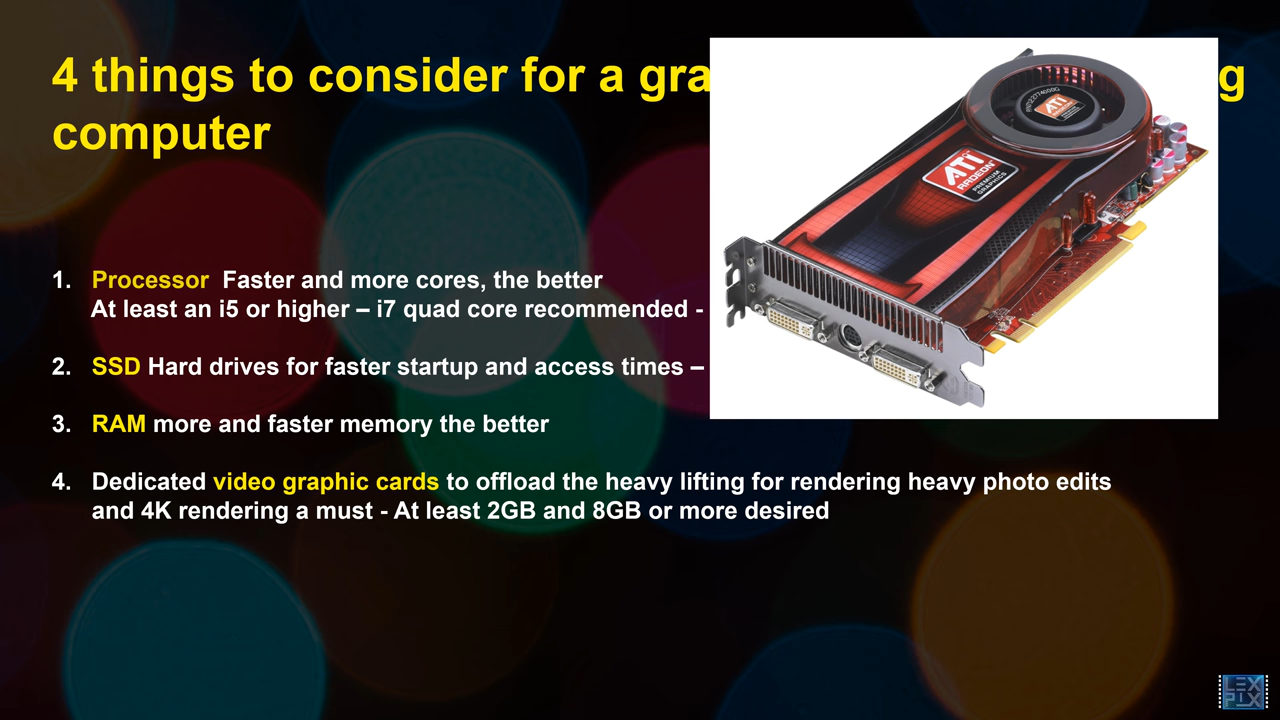 4 things to consider for a gra g
computer
1. Processor Faster and more cores, the better
At least an i5 or higher – i7 quad core recommended -
2. SSD Hard drives for faster startup and access times –
3. RAM more and faster memory the better
4. Dedicated video graphic cards to offload the heavy lifting for rendering heavy photo edits
and 4K rendering a must - At least 2GB and 8GB or more desired
ATI
RADEON
PREMIUM
GRAPHICS
ATI
LEX
PIX